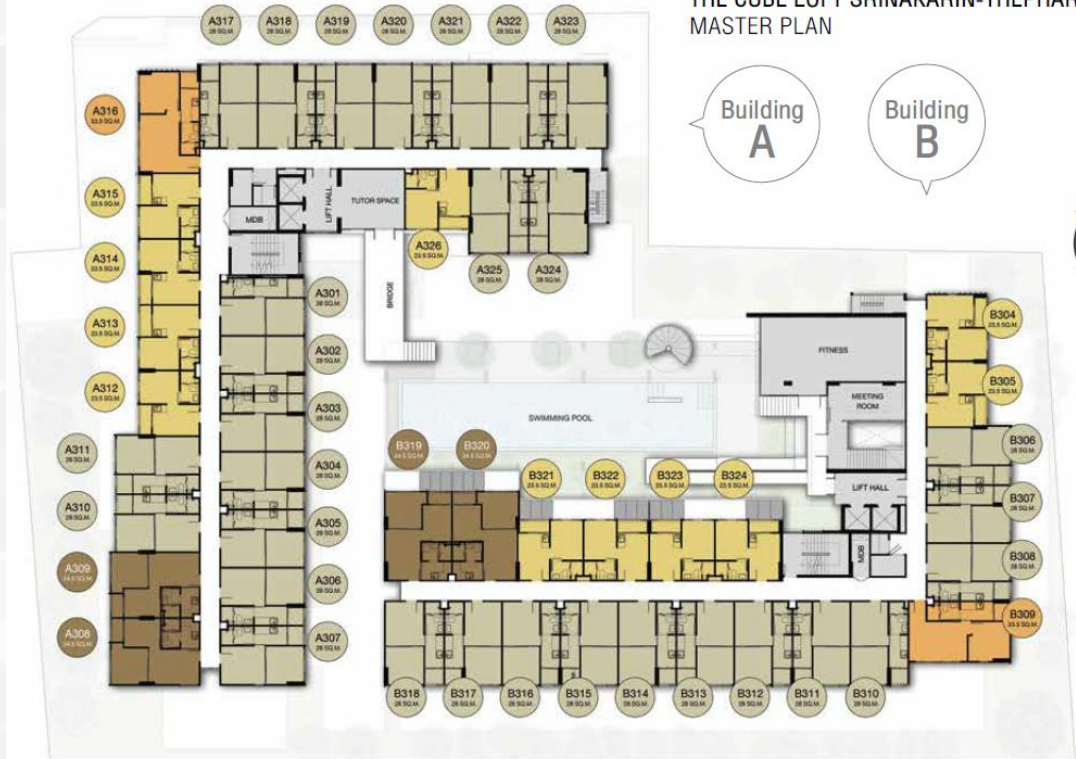 THE CUBE LOFT SRINAKARIN-THEPHAR
MASTER PLAN
Building
A
Building
B
A317
28 SQ.M.
A318
28 SQ.M.
A319
28 SQ.M.
A320
28 SQ.M.
A321
28 SQ.M.
A322
28 SQ.M.
A323
28 SQ.M.
A316
33.5 SQ.M.
A315
23.5 SQ.M.
A314
23.5 SQ.M.
A313
23.5 SQ.M.
A312
23.5 SQ.M.
A311
28 SQ.M.
A310
28 SQ.M.
A309
34.5 SQ.M.
A308
34.5 SQ.M.
MDB
LIFT HALL
TUTOR SPACE
A326
23.5 SQ.M.
A325
28 SQ.M.
A324
28 SQ.M.
BRIDGE
A301
28 SQ.M.
A302
28 SQ.M.
A303
28 SQ.M.
A304
28 SQ.M.
A305
28 SQ.M.
A306
28 SQ.M.
A307
28 SQ.M.
SWIMMING POOL
FITNESS
MEETING
ROOM
LIFT HALL
MDB
B304
23.5 SQ.M.
B305
23.5 SQ.M.
B306
28 SQ.M.
B307
28 SQ.M.
B308
28 SQ.M.
B309
33.5 SQ.M.
B319
34.5 SQ.M.
B320
34.5 SQ.M.
B321
23.5 SQ.M.
B322
23.5 SQ.M.
B323
23.5 SQ.M.
B324
23.5 SQ.M.
B318
28 SQ.M.
B317
28 SQ.M.
B316
28 SQ.M.
B315
28 SQ.M.
B314
28 SQ.M.
B313
28 SQ.M.
B312
28 SQ.M.
B311
28 SQ.M.
B310
28 SQ.M.